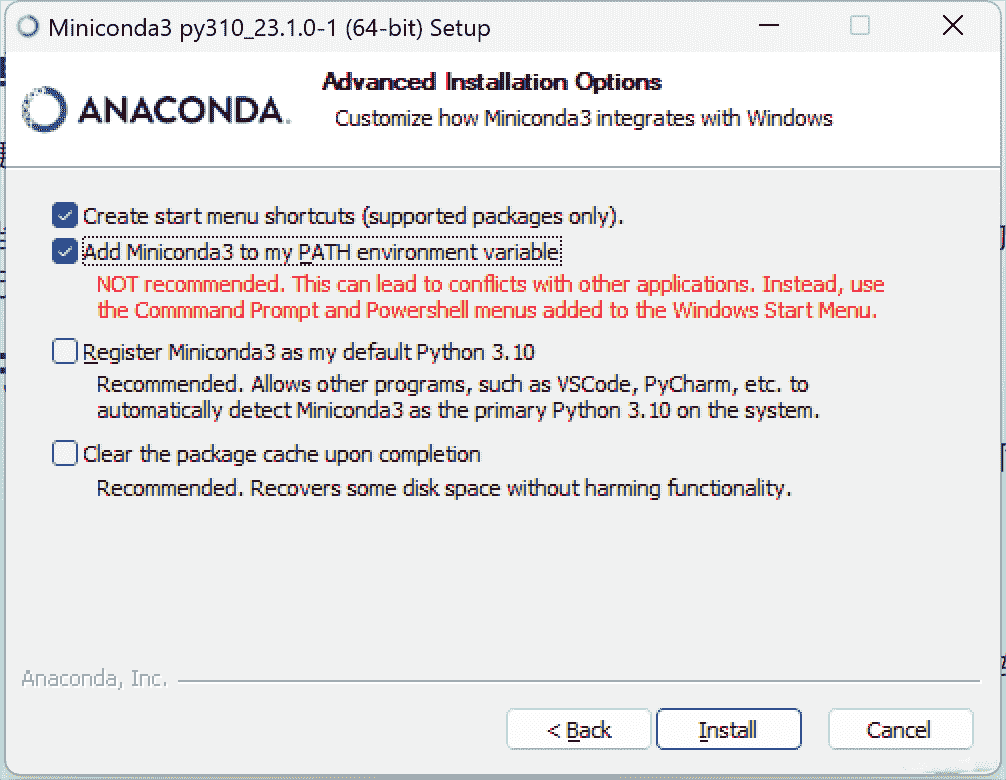 Miniconda3 py310_23.1.0-1 (64-bit) Setup
ANACONDA.
Advanced Installation Options
Customize how Miniconda3 integrates with Windows
Create start menu shortcuts (supported packages only).
Add Miniconda3 to my PATH environment variable
NOT recommended. This can lead to conflicts with other applications. Instead, use
the Commmand Prompt and Powershell menus added to the Windows Start Menu.
Register Miniconda3 as my default Python 3.10
Recommended. Allows other programs, such as VSCode, PyCharm, etc. to
automatically detect Miniconda3 as the primary Python 3.10 on the system.
Clear the package cache upon completion
Recommended. Recovers some disk space without harming functionality.
Anaconda, Inc.
< Back
Install
Cancel